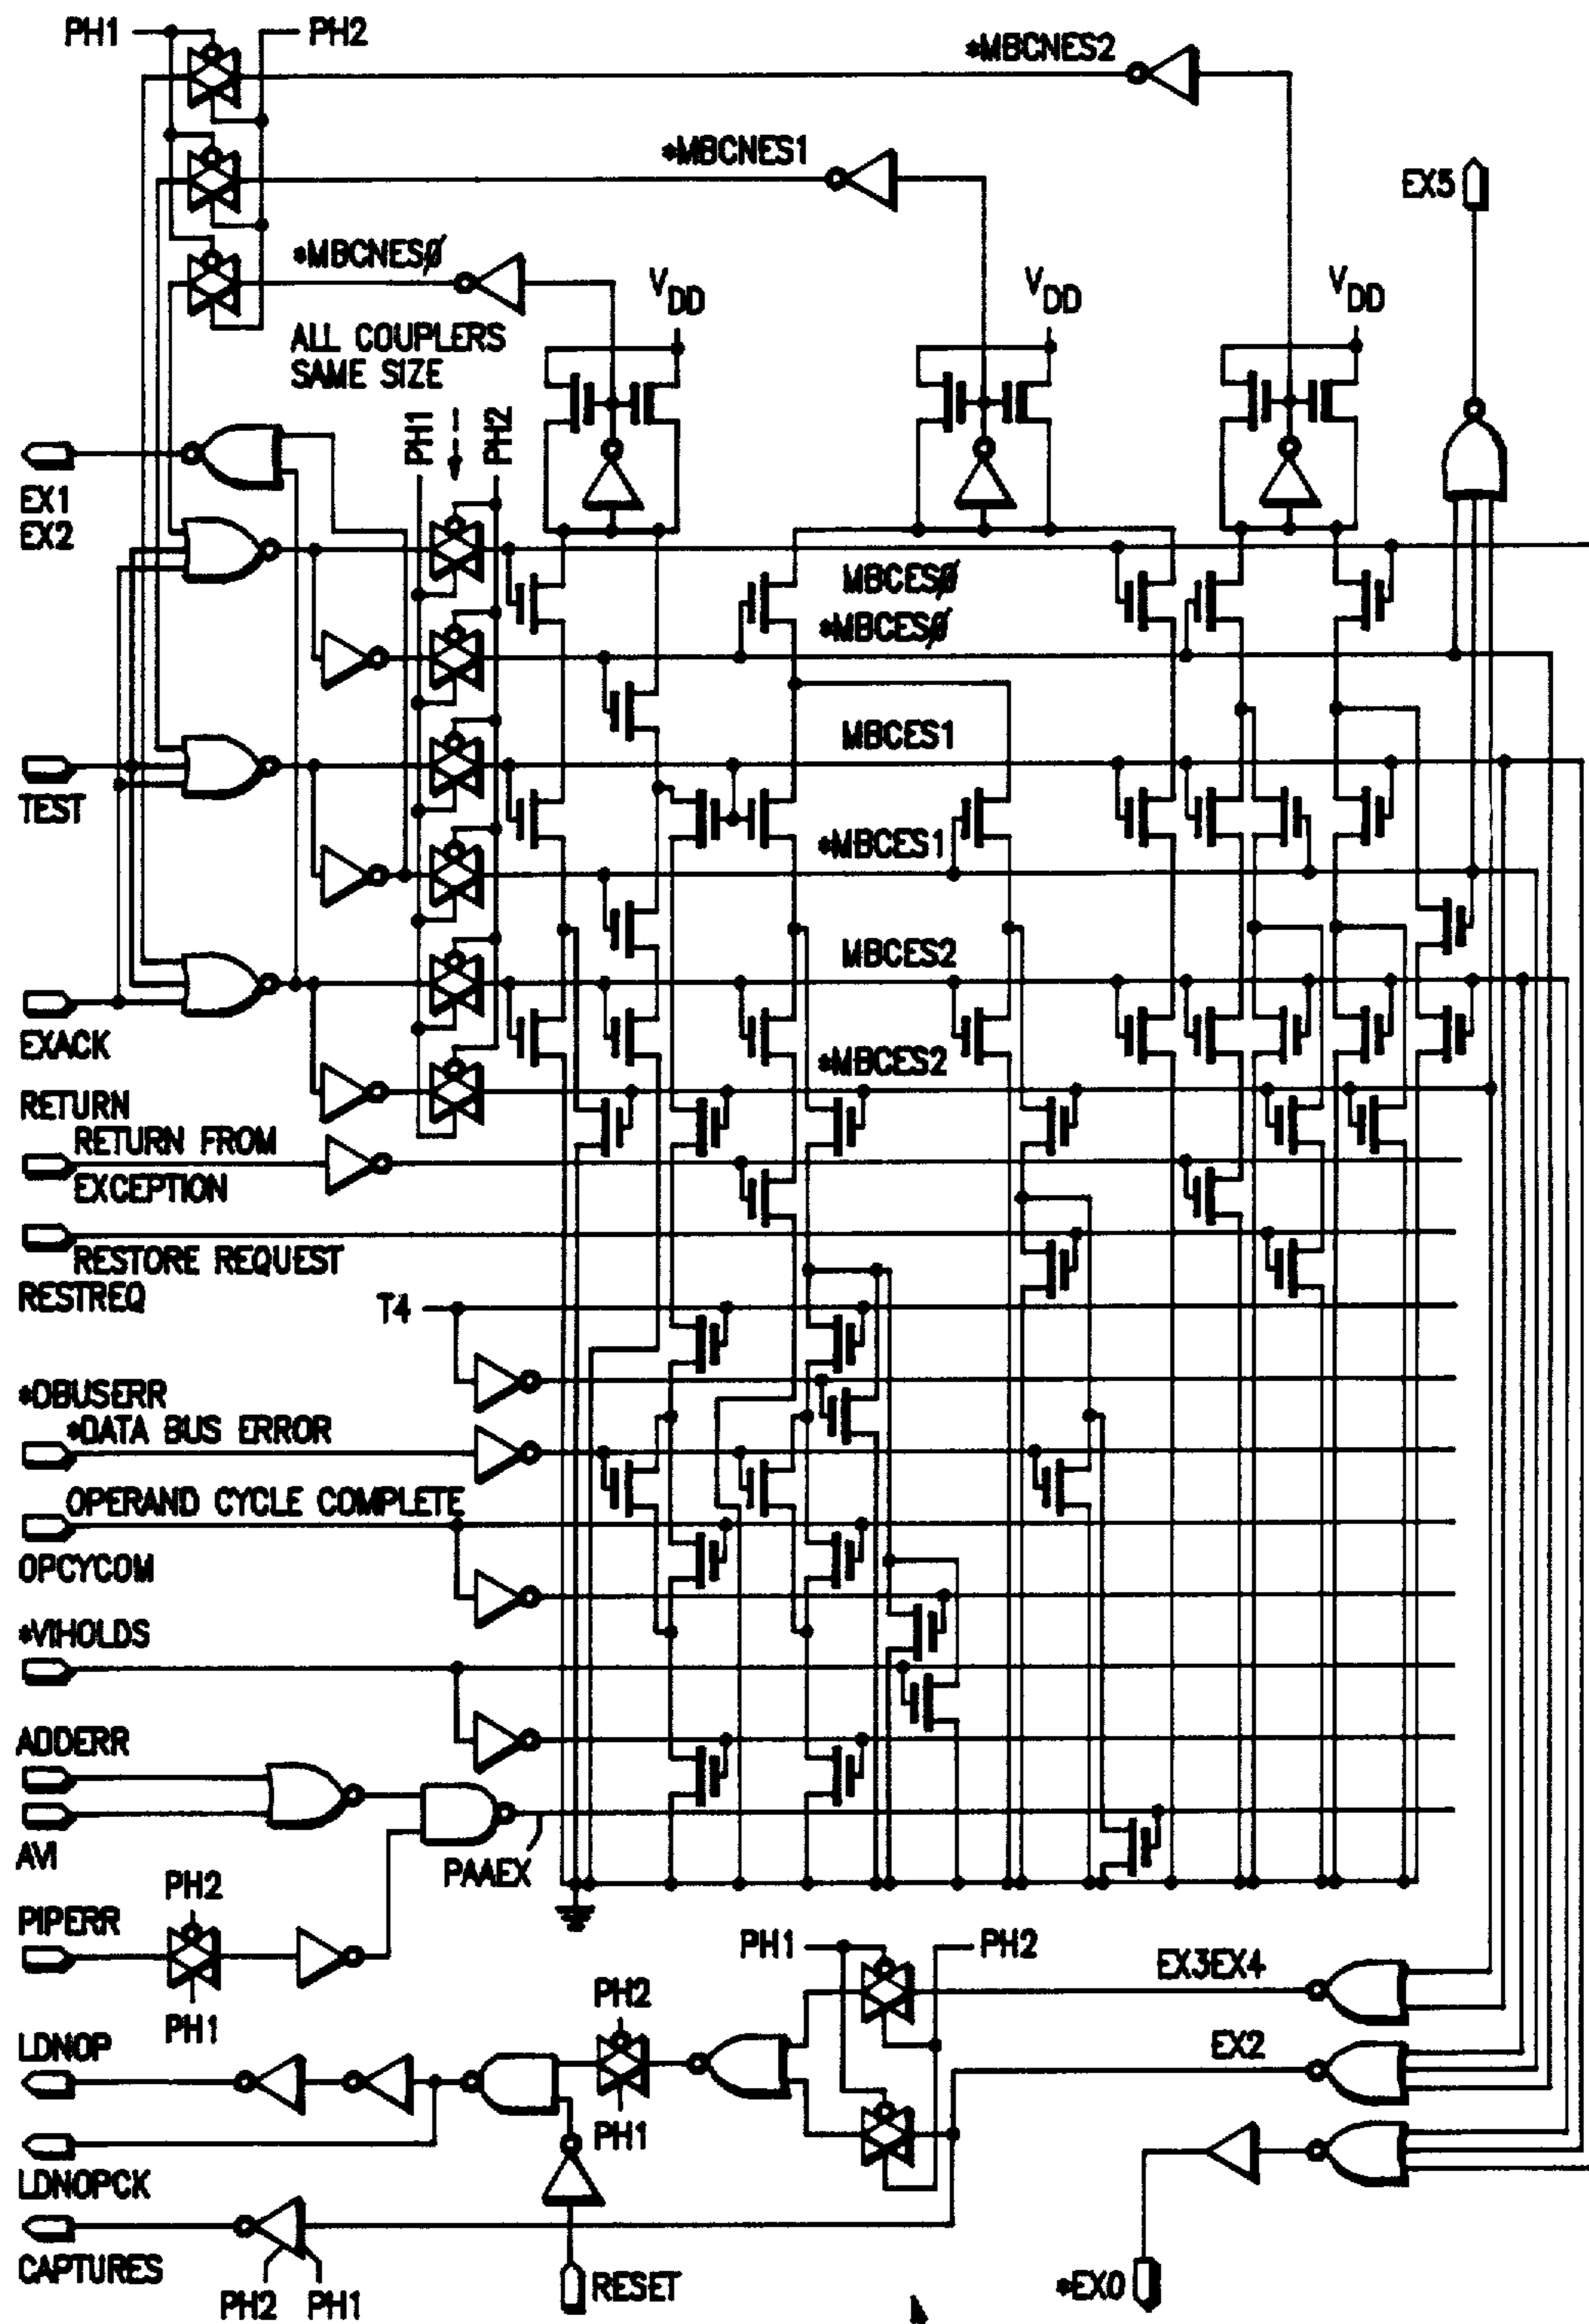 PH1
PH2
*MBCNES2
*MBCNES1
EX5
*MBCNESØ
V DD
V DD
V DD
ALL COUPLERS
SAME SIZE
PH1
PH2
EX1
EX2
MBCESØ
*MBCESØ
MBCES1
TEST
*MBCES1
MBCES2
EXACK
*MBCES2
RETURN
RETURN FROM
EXCEPTION
RESTORE REQUEST
RESTREQ
T4
*DBUSERR
*DATA BUS ERROR
OPERAND CYCLE COMPLETE
OPCYCOM
*VIHOLDS
ADDERR
AVI
PAAEX
PH2
PIPERR
PH1
PH1
PH2
EX3EX4
PH2
LDNOP
EX2
PH1
LDNOPCK
CAPTURES
PH2
PH1
RESET
*EX0